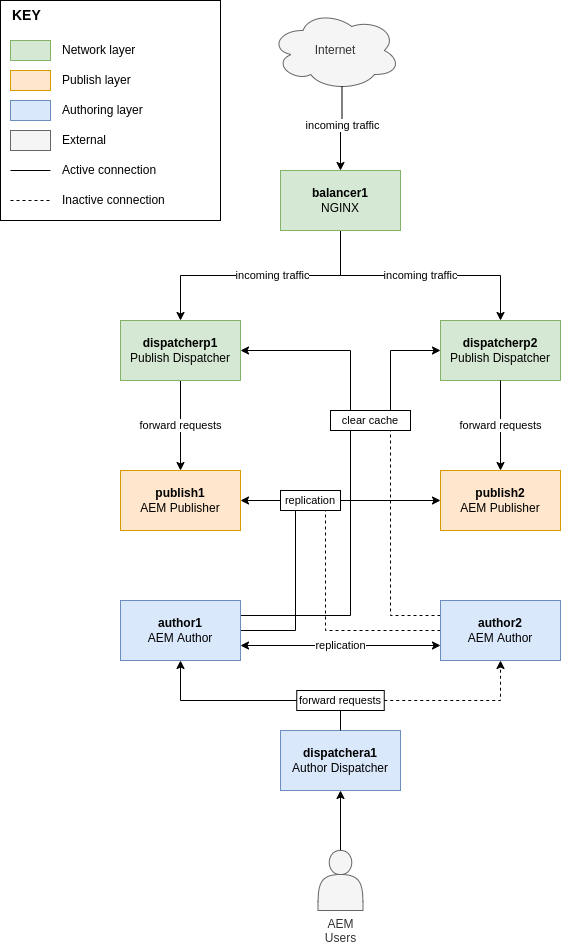 KEY
Network layer
Publish layer
Authoring layer
External
Active connection
Inactive connection
Internet
incoming traffic
balancer1
NGINX
incoming traffic
incoming traffic
dispatcherp1
Publish Dispatcher
dispatcherp2
Publish Dispatcher
clear cache
forward requests
forward requests
publish1
AEM Publisher
replication
publish2
AEM Publisher
author1
AEM Author
author2
AEM Author
replication
forward requests
dispatchera1
Author Dispatcher
AEM
Users